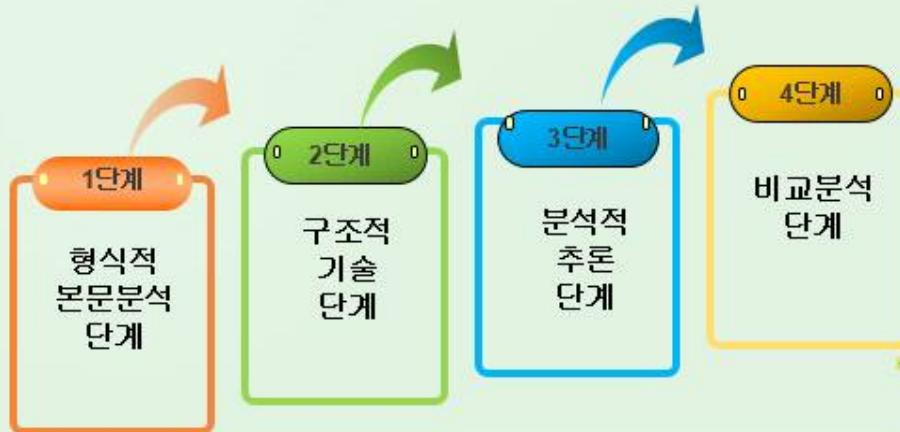 1단계
형식적
본문분석
단계
2단계
구조적
기술
단계
3단계
분석적
추론
단계
4단계
비교분석
단계